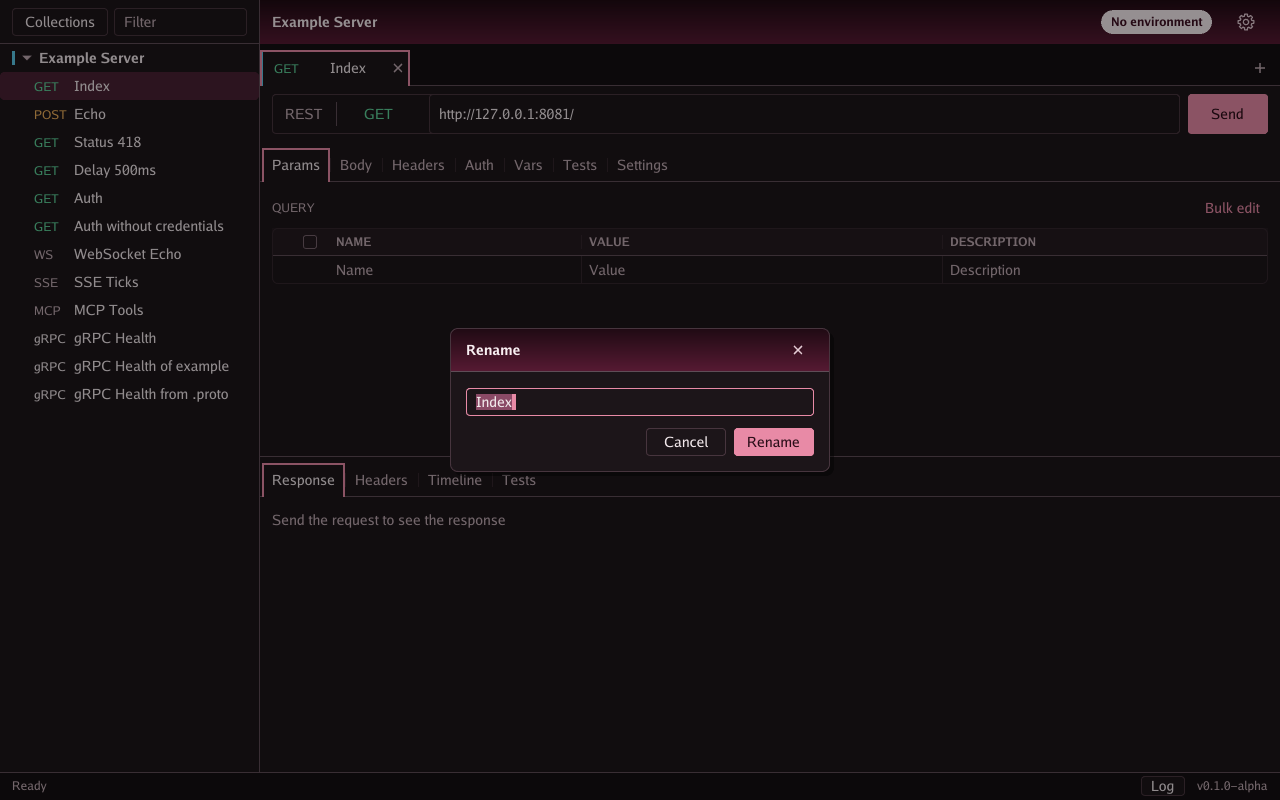 Collections
Filter
Example Server
No environment
Example Server
GET Index
POST Echo
GET Status 418
GET Delay 500ms
GET Auth
GET Auth without credentials
WS WebSocket Echo
SSE SSE Ticks
MCP MCP Tools
gRPC gRPC Health
gRPC gRPC Health of example
gRPC gRPC Health from .proto
GET Index
REST GET http://127.0.0.1:8081/ Send
Params Body Headers Auth Vars Tests Settings
QUERY Bulk edit
NAME VALUE DESCRIPTION
Name Value Description
Rename
Index
Cancel Rename
Response Headers Timeline Tests
Send the request to see the response
Ready Log v0.1.0-alpha